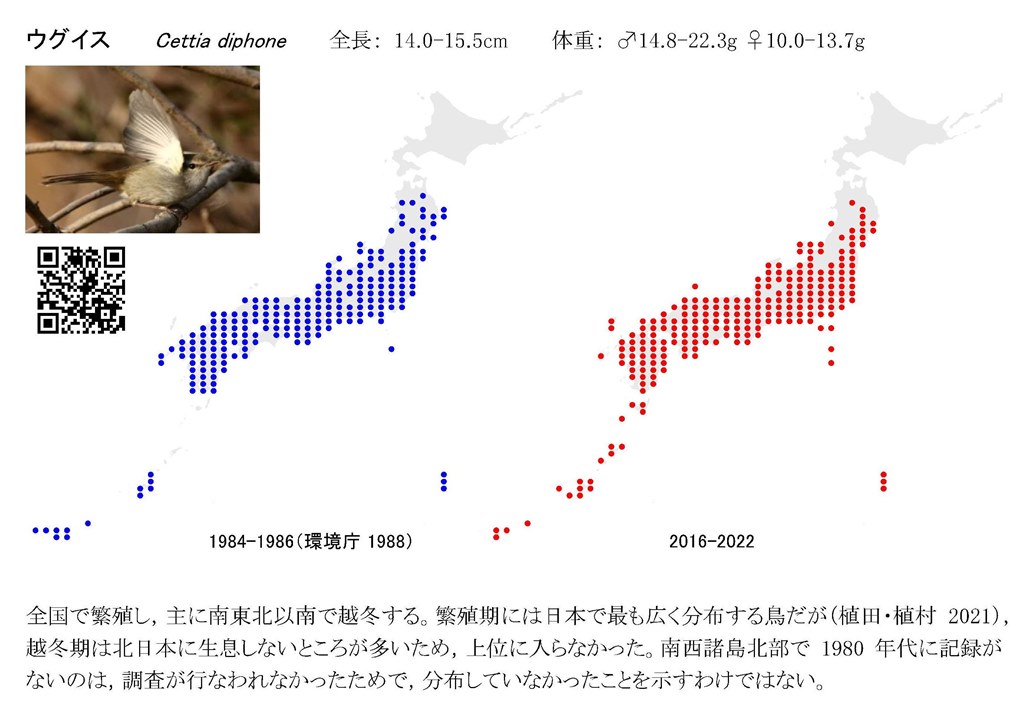 ウグイス Cettia diphone 全長： 14.0-15.5cm 体重： ♂14.8-22.3g ♀10.0-13.7g
1984-1986（環境庁 1988） 2016-2022
全国で繁殖し，主に南東北以南で越冬する。繁殖期には日本で最も広く分布する鳥だが（植田・植村 2021），
越冬期は北日本に生息しないところが多いため，上位に入らなかった。南西諸島北部で 1980 年代に記録が
ないのは，調査が行なわれなかったためで，分布していなかったことを示すわけではない。